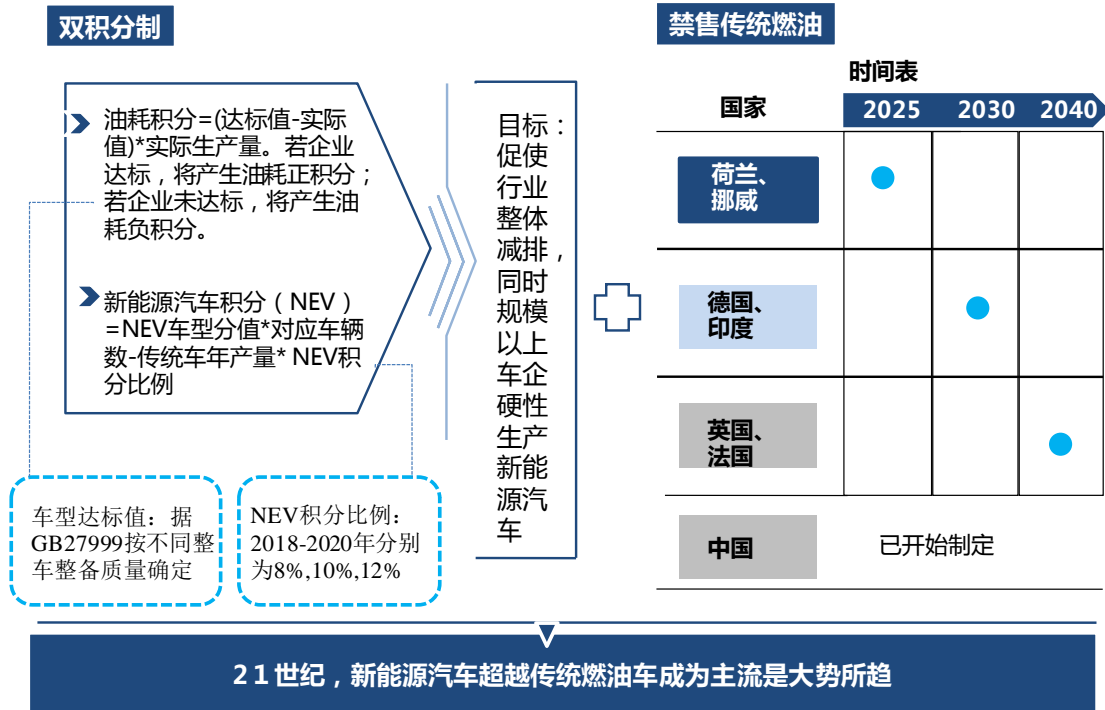 双积分制
油耗积分=(达标值-实际
值)*实际生产量。若企业
达标，将产生油耗正积分；
若企业未达标，将产生油
耗负积分。
新能源汽车积分（NEV）
=NEV车型分值*对应车辆
数-传统车年产量* NEV积
分比例
车型达标值：据
GB27999按不同整
车整备质量确定
NEV积分比例：
2018-2020年分别
为8%,10%,12%
目标：
促使
行业
整体
减排，
同时
规模
以上
车企
硬性
生产
新能
源汽
车
禁售传统燃油
时间表
国家
2025 2030 2040
荷兰、
挪威
德国、
印度
英国、
法国
中国
已开始制定
21世纪，新能源汽车超越传统燃油车成为主流是大势所趋